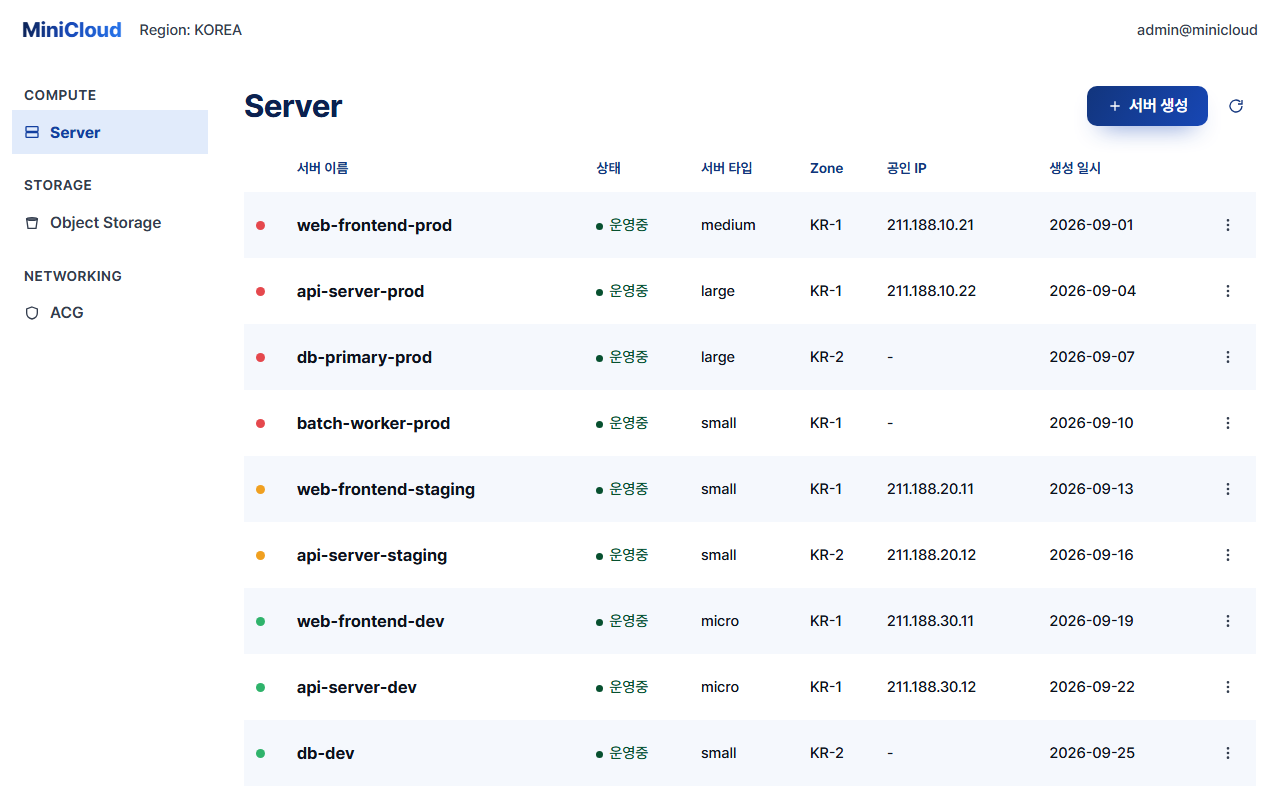 MiniCloud Region: KOREA admin@minicloud
COMPUTE
Server
STORAGE
Object Storage
NETWORKING
ACG
Server
+ 서버 생성
서버 이름 상태 서버 타입 Zone 공인 IP 생성 일시
web-frontend-prod 운영중 medium KR-1 211.188.10.21 2026-09-01
api-server-prod 운영중 large KR-1 211.188.10.22 2026-09-04
db-primary-prod 운영중 large KR-2 - 2026-09-07
batch-worker-prod 운영중 small KR-1 - 2026-09-10
web-frontend-staging 운영중 small KR-1 211.188.20.11 2026-09-13
api-server-staging 운영중 small KR-2 211.188.20.12 2026-09-16
web-frontend-dev 운영중 micro KR-1 211.188.30.11 2026-09-19
api-server-dev 운영중 micro KR-1 211.188.30.12 2026-09-22
db-dev 운영중 small KR-2 - 2026-09-25